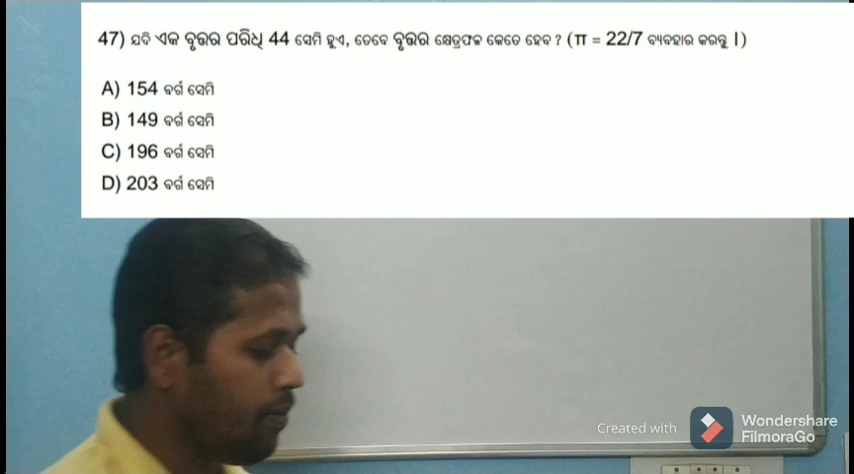 47) ଯଦି ଏକ ବୃତ୍ତର ପରିଧି 44 ସେମି ହୁଏ, ତେବେ ବୃତ୍ତର କ୍ଷେତ୍ରଫଳ କେତେ ହେବ ? (π = 22/7 ବ୍ୟବହାର କରନ୍ତୁ ।)
A) 154 ବର୍ଗ ସେମି
B) 149 ବର୍ଗ ସେମି
C) 196 ବର୍ଗ ସେମି
D) 203 ବର୍ଗ ସେମି
Created with Wondershare
FilmoraGo